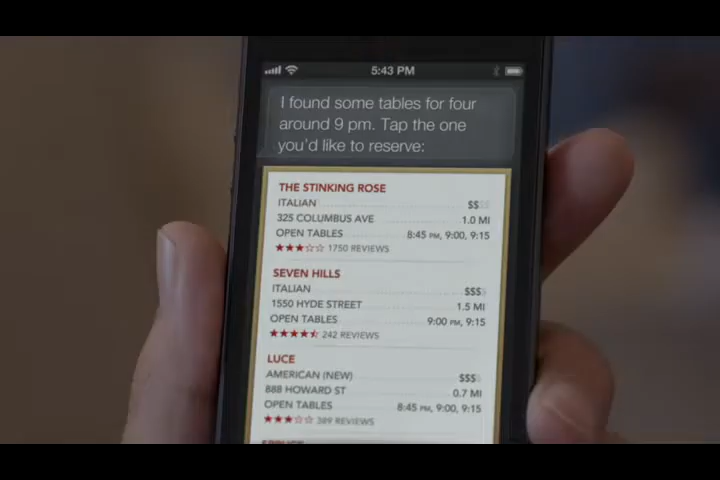 5:43 PM
I found some tables for four
around 9 pm. Tap the one
you'd like to reserve:
THE STINKING ROSE
ITALIAN $$$$
325 COLUMBUS AVE 1.0 MI
OPEN TABLES 8:45 PM, 9:00, 9:15
1750 REVIEWS
SEVEN HILLS
ITALIAN $$$$
1550 HYDE STREET 1.5 MI
OPEN TABLES 9:00 PM, 9:15
242 REVIEWS
LUCE
AMERICAN (NEW) $$$$
888 HOWARD ST 0.7 MI
OPEN TABLES 8:45 PM, 9:00, 9:15
REVIEWS